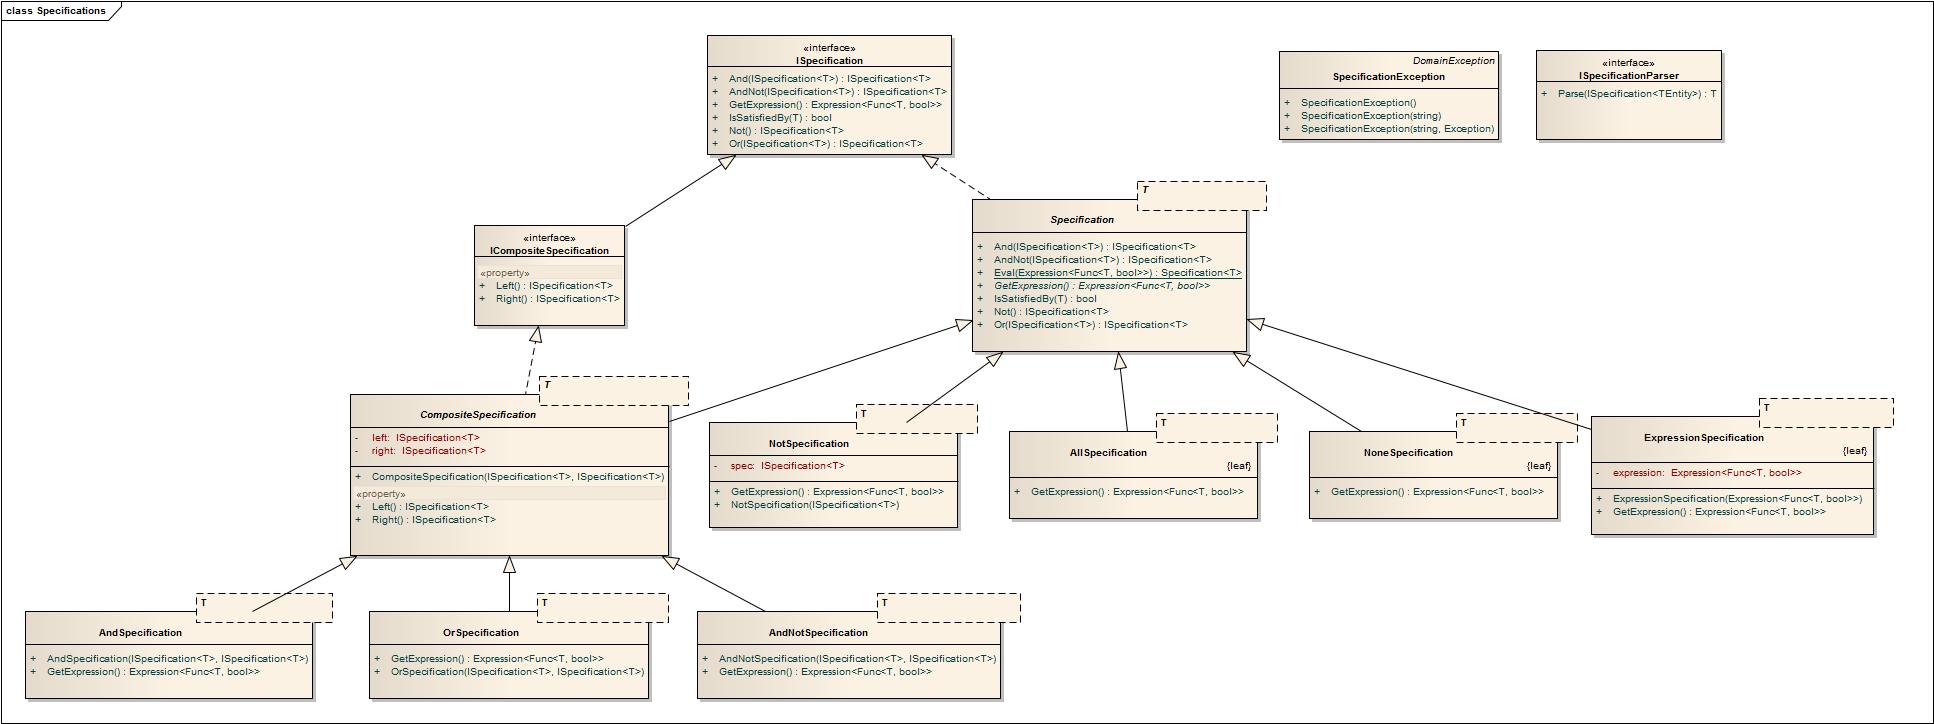 class Specifications
«interface»
ISpecification
+ And(ISpecification<T>) : ISpecification<T>
+ AndNot(ISpecification<T>) : ISpecification<T>
+ GetExpression() : Expression<Func<T, bool>>
+ IsSatisfiedBy(T) : bool
+ Not() : ISpecification<T>
+ Or(ISpecification<T>) : ISpecification<T>
DomainException
SpecificationException
+ SpecificationException()
+ SpecificationException(string)
+ SpecificationException(string, Exception)
«interface»
ISpecificationParser
+ Parse(ISpecification<TEntity>) : T
«interface»
ICompositeSpecification
«property»
+ Left() : ISpecification<T>
+ Right() : ISpecification<T>
T
Specification
+ And(ISpecification<T>) : ISpecification<T>
+ AndNot(ISpecification<T>) : ISpecification<T>
+ Eval(Expression<Func<T, bool>>) : Specification<T>
+ GetExpression() : Expression<Func<T, bool>>
+ IsSatisfiedBy(T) : bool
+ Not() : ISpecification<T>
+ Or(ISpecification<T>) : ISpecification<T>
T
CompositeSpecification
- left: ISpecification<T>
- right: ISpecification<T>
+ CompositeSpecification(ISpecification<T>, ISpecification<T>)
«property»
+ Left() : ISpecification<T>
+ Right() : ISpecification<T>
T
NotSpecification
- spec: ISpecification<T>
+ GetExpression() : Expression<Func<T, bool>>
+ NotSpecification(ISpecification<T>)
T
AllSpecification
{leaf}
+ GetExpression() : Expression<Func<T, bool>>
T
NoneSpecification
{leaf}
+ GetExpression() : Expression<Func<T, bool>>
T
ExpressionSpecification
{leaf}
- expression: Expression<Func<T, bool>>
+ ExpressionSpecification(Expression<Func<T, bool>>)
+ GetExpression() : Expression<Func<T, bool>>
T
AndSpecification
+ AndSpecification(ISpecification<T>, ISpecification<T>)
+ GetExpression() : Expression<Func<T, bool>>
T
OrSpecification
+ GetExpression() : Expression<Func<T, bool>>
+ OrSpecification(ISpecification<T>, ISpecification<T>)
T
AndNotSpecification
+ AndNotSpecification(ISpecification<T>, ISpecification<T>)
+ GetExpression() : Expression<Func<T, bool>>